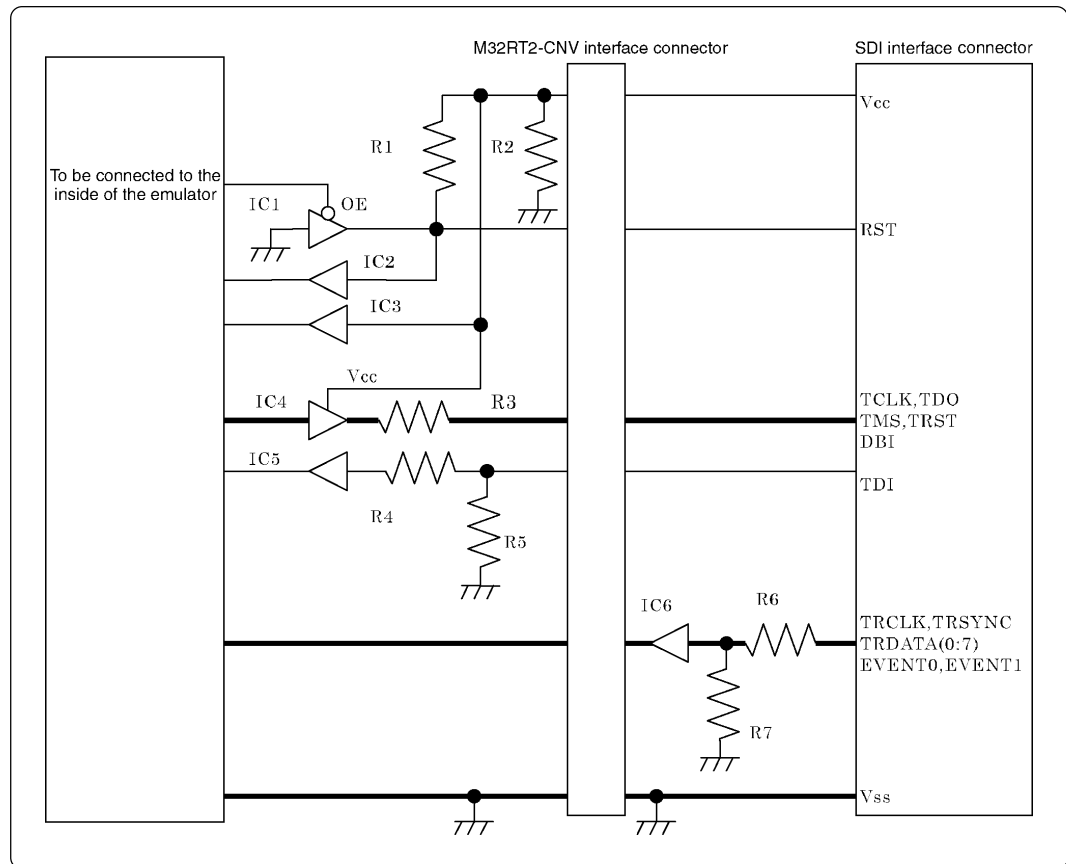 M32RT2-CNV interface connector
SDI interface connector
Vcc
R1
R2
To be connected to the
inside of the emulator
IC1
OE
RST
IC2
IC3
Vcc
IC4
R3
TCLK,TDO
TMS,TRST
DBI
IC5
TDI
R4
R5
IC6
R6
TRCLK,TRSYNC
TRDATA(0:7)
EVENT0,EVENT1
R7
Vss